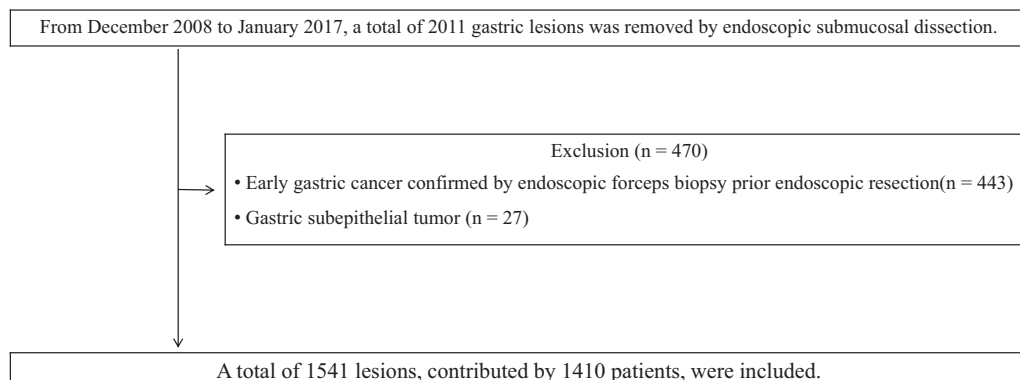 From December 2008 to January 2017, a total of 2011 gastric lesions was removed by endoscopic submucosal dissection.
Exclusion (n = 470)
• Early gastric cancer confirmed by endoscopic forceps biopsy prior endoscopic resection(n = 443)
• Gastric subepithelial tumor (n = 27)
A total of 1541 lesions, contributed by 1410 patients, were included.